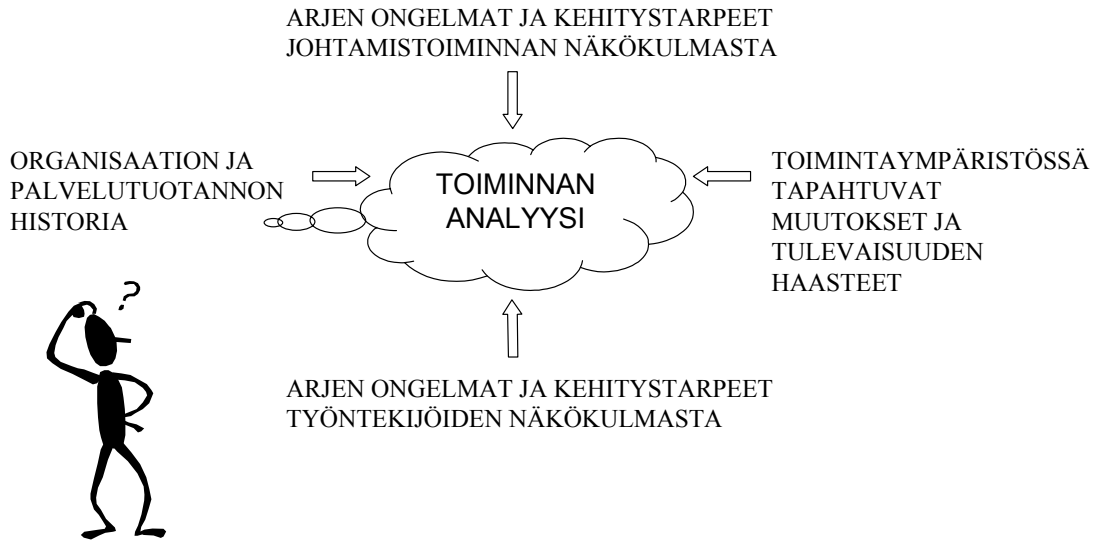 ARJEN ONGELMAT JA KEHITYSTARPEET
JOHTAMISTOIMINNAN NÄKÖKULMASTA
ORGANISAATION JA
PALVELUTUOTANNON
HISTORIA
TOIMINNAN
ANALYYSI
TOIMINTAYMPÄRISTÖSSÄ
TAPAHTUVAT
MUUTOKSET JA
TULEVAISUUDEN
HAASTEET
?
ARJEN ONGELMAT JA KEHITYSTARPEET
TYÖNTEKIJÖIDEN NÄKÖKULMASTA